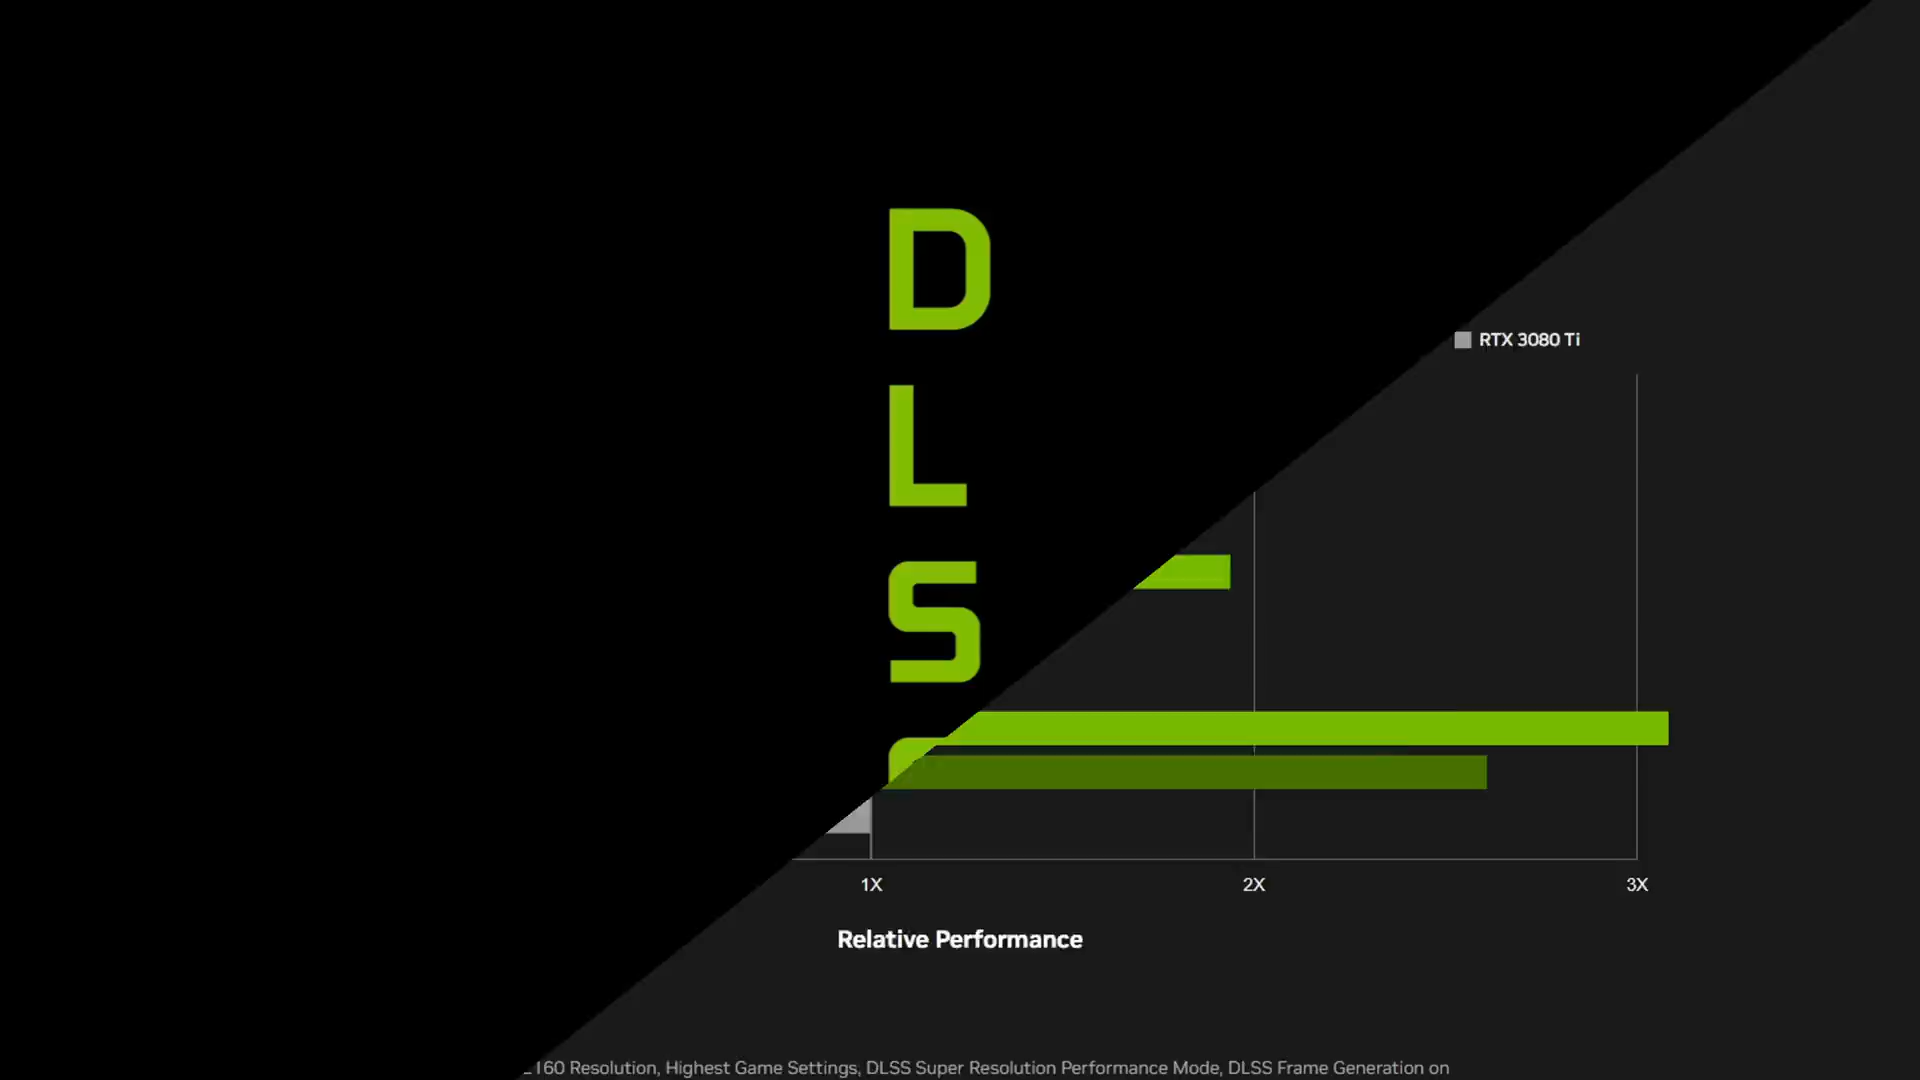 D
L
S
RTX 3080 Ti
1X 2X 3X
Relative Performance
Resolution, Highest Game Settings, DLSS Super Resolution Performance Mode, DLSS Frame Generation on